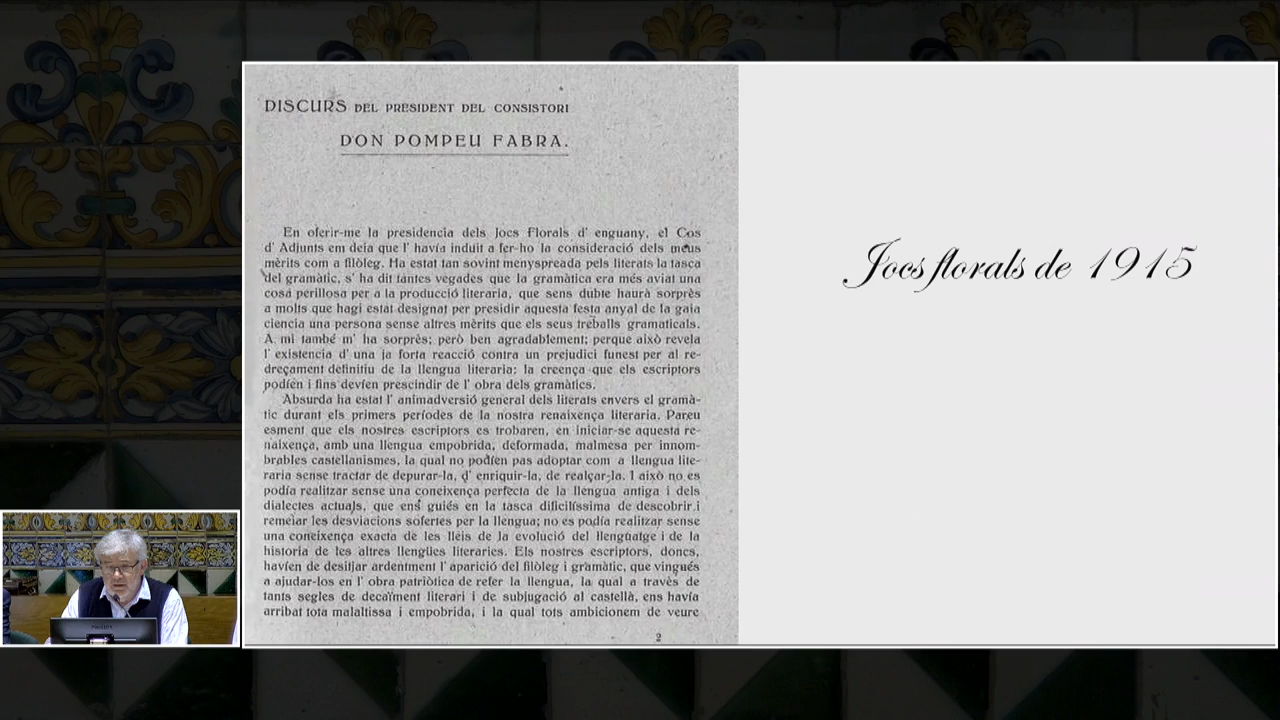 DISCURS DEL PRESIDENT DEL CONSISTORI
DON POMPEU FABRA.
En oferir-me la presidencia dels Jocs Florals d' enguany, el Cos
d' Adjunts em deia que l' havía induit a fer-ho la consideració dels meus
mèrits com a filòleg. Ha estat tan sovint menyspreada pels literats la tasca
del gramàtic, s' ha dit tantes vegades que la gramàtica era més aviat una
cosa perillosa per a la producció literaria, que sens dubte haurà sorprès
a molts que hagi estat designat per presidir aquesta festa anyal de la gaia
ciencia una persona sense altres mèrits que els seus treballs gramaticals.
A mi també m' ha sorprès; però ben agradablement; perque això revela
l' existencia d' una ja forta reacció contra un prejudici funest per al re-
dreçament definitiu de la llengua literaria: la creença que els escriptors
podíen i fins devíen prescindir de l' obra dels gramàtics.
Absurda ha estat l' animadversió general dels literats envers el gramà-
tic durant els primers períodes de la nostra renaixença literaria. Pareu
esment que els nostres escriptors es trobaren, en iniciar-se aquesta re-
naixença, amb una llengua empobrida, deformada, malmesa per innom-
brables castellanismes, la qual no podíen pas adoptar com a llengua lite-
raria sense tractar de depurar-la, d' enriquir-la, de realçar-la. I això no es
podía realitzar sense una coneixença perfecta de la llengua antiga i dels
dialectes actuals, que ens guiés en la tasca dificilíssima de descobrir i
remeiar les desviacions sofertes per la llengua; no es podía realitzar sense
una coneixença exacta de les lleis de la evolució del llenguatge i de la
historia de les altres llengües literaries. Els nostres escriptors, doncs,
havíen de desitjar ardentment l' aparició del filòleg i gramàtic, que vingués
a ajudar-los en l' obra patriòtica de refer la llengua, la qual a travès de
tants segles de decaïment literari i de subjugació al castellà, ens havía
arribat tota malaltissa i empobrida, i la qual tots ambicionem de veure
2
Jocs florals de 1915
PHILIPS